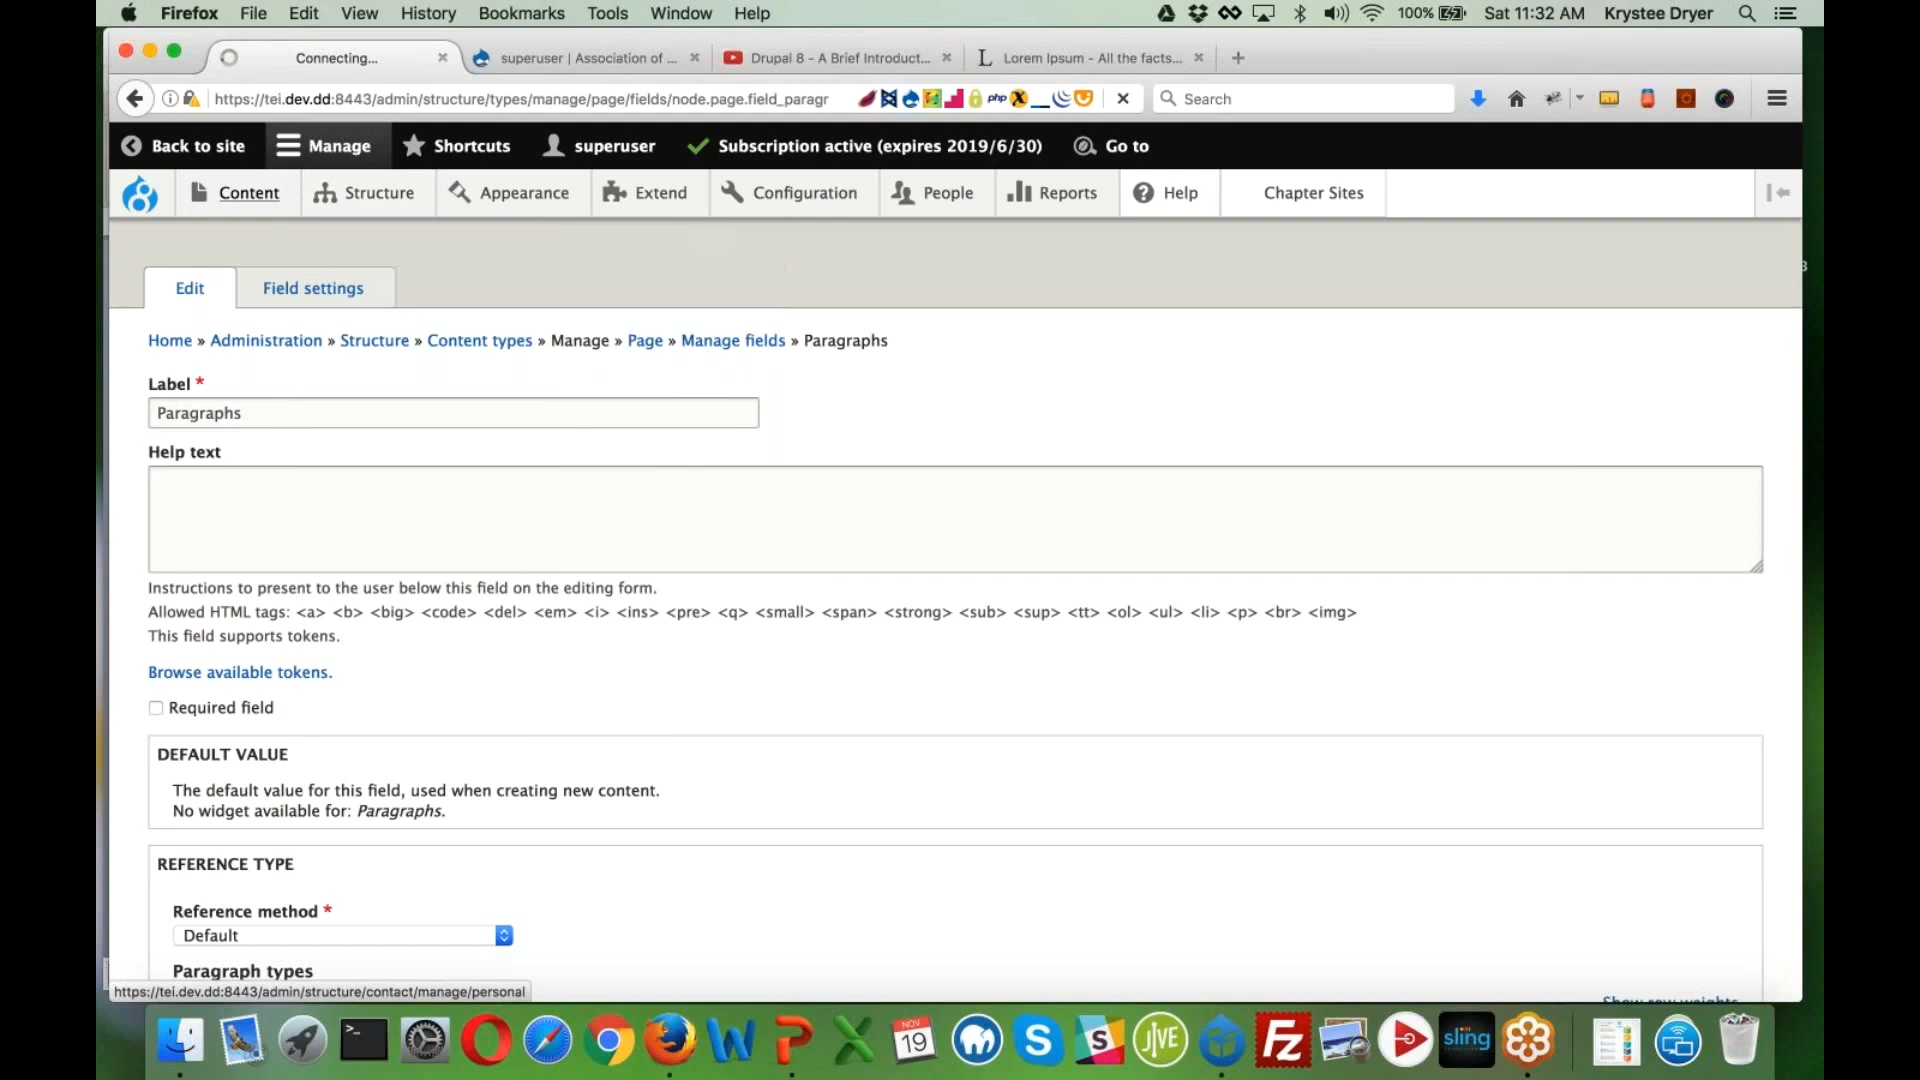 Firefox File Edit View History Bookmarks Tools Window Help 100% Sat 11:32 AM Krystee Dryer
Connecting... superuser | Association of ... Drupal 8 - A Brief Introduct... Lorem Ipsum - All the facts...
https://tei.dev.dd:8443/admin/structure/types/manage/page/fields/node.page.field_paragr php Search
Back to site Manage Shortcuts superuser Subscription active (expires 2019/6/30) Go to
Content Structure Appearance Extend Configuration People Reports Help Chapter Sites
Edit Field settings
Home » Administration » Structure » Content types » Manage » Page » Manage fields » Paragraphs
Label *
Paragraphs
Help text
Instructions to present to the user below this field on the editing form.
Allowed HTML tags: <a> <b> <big> <code> <del> <em> <i> <ins> <pre> <q> <small> <span> <strong> <sub> <sup> <tt> <ol> <ul> <li> <p> <br> <img>
This field supports tokens.
Browse available tokens.
Required field
DEFAULT VALUE
The default value for this field, used when creating new content.
No widget available for: Paragraphs.
REFERENCE TYPE
Reference method *
Default
Paragraph types
https://tei.dev.dd:8443/admin/structure/contact/manage/personal
Show row weights
NOV
19
JIVE
sling